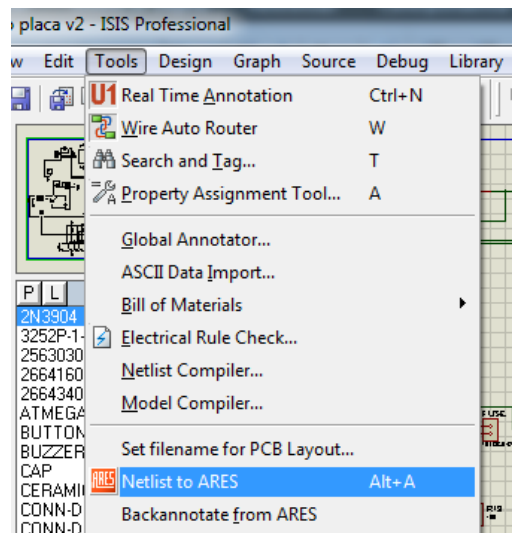 placa v2 - ISIS Professional
w Edit Tools Design Graph Source Debug Library
U1 Real Time Annotation Ctrl+N
Wire Auto Router W
Search and Tag... T
Property Assignment Tool... A
Global Annotator...
ASCII Data Import...
Bill of Materials
Electrical Rule Check...
Netlist Compiler...
Model Compiler...
Set filename for PCB Layout...
ARES Netlist to ARES Alt+A
Backannotate from ARES
P L
2N3904
3252P-1-
2563030
2664160
2664340
ATMEGA
BUTTON
BUZZER
CAP
CERAMI
CONN-D
CONN-D